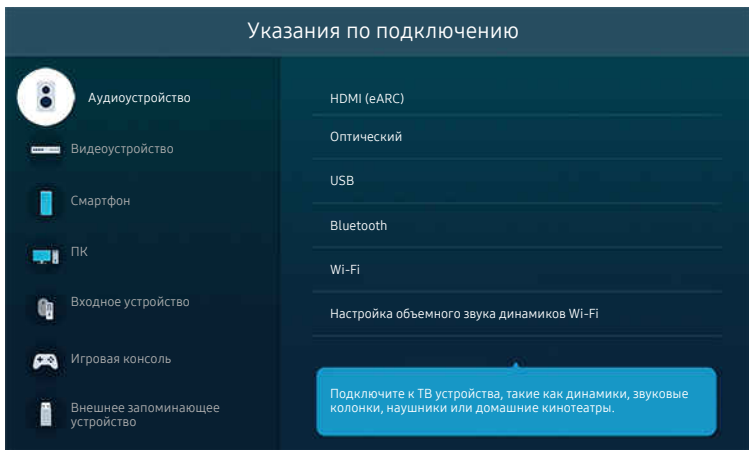 Указания по подключению
Аудиоустройство
Видеоустройство
Смартфон
ПК
Входное устройство
Игровая консоль
Внешнее запоминающее
устройство
HDMI (eARC)
Оптический
USB
Bluetooth
Wi-Fi
Настройка объемного звука динамиков Wi-Fi
Подключите к ТВ устройства, такие как динамики, звуковые
колонки, наушники или домашние кинотеатры.